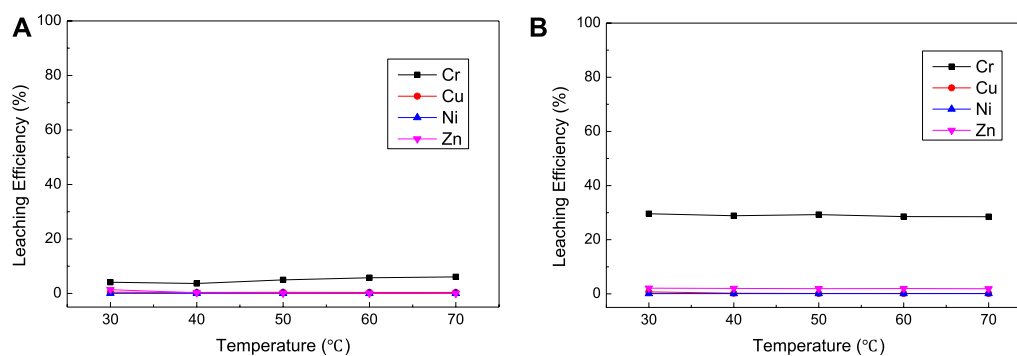 A
Leaching Efficiency (%)
100
80
60
40
20
0
Cr
Cu
Ni
Zn
30 40 50 60 70
Temperature (℃)
B
Leaching Efficiency (%)
100
80
60
40
20
0
Cr
Cu
Ni
Zn
30 40 50 60 70
Temperature (℃)